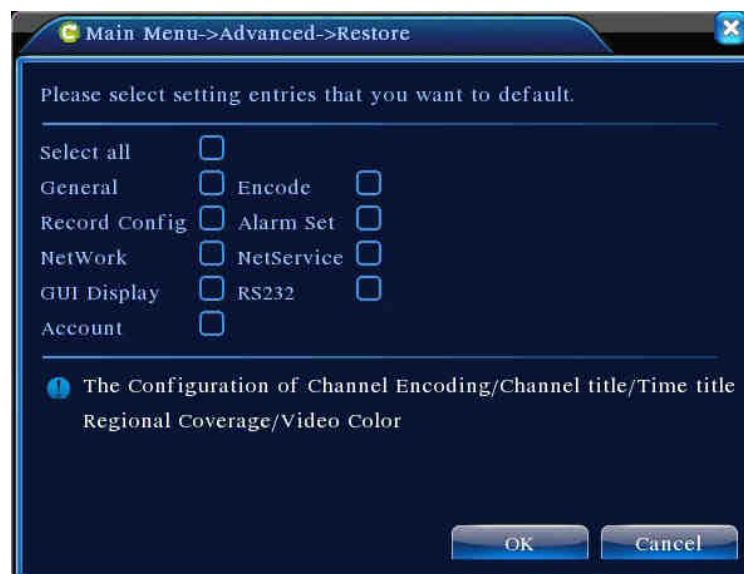 Main Menu->Advanced->Restore
Please select setting entries that you want to default.
Select all
General Encode
Record Config Alarm Set
NetWork NetService
GUI Display RS232
Account
The Configuration of Channel Encoding/Channel title/Time title
Regional Coverage/Video Color
OK Cancel